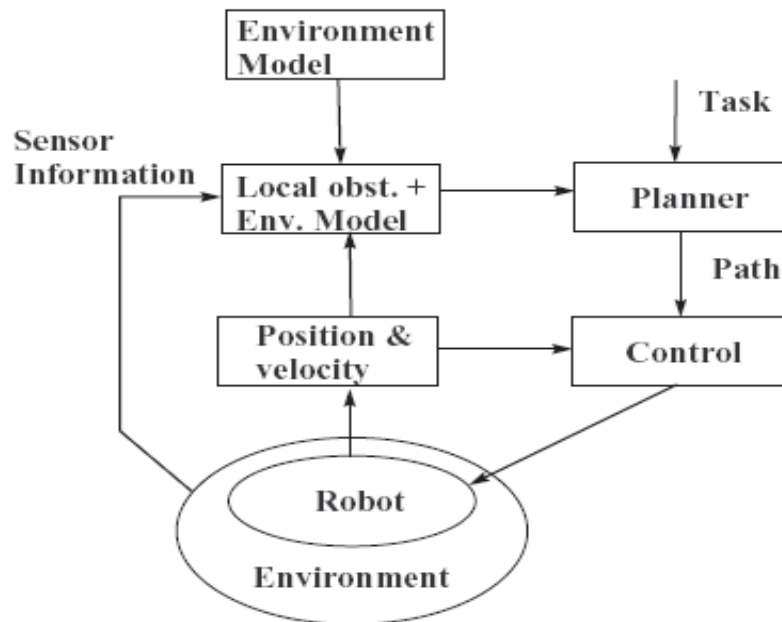 Environment
Model
Task
Sensor
Information
Local obst. +
Env. Model
Planner
Path
Position &
velocity
Control
Robot
Environment